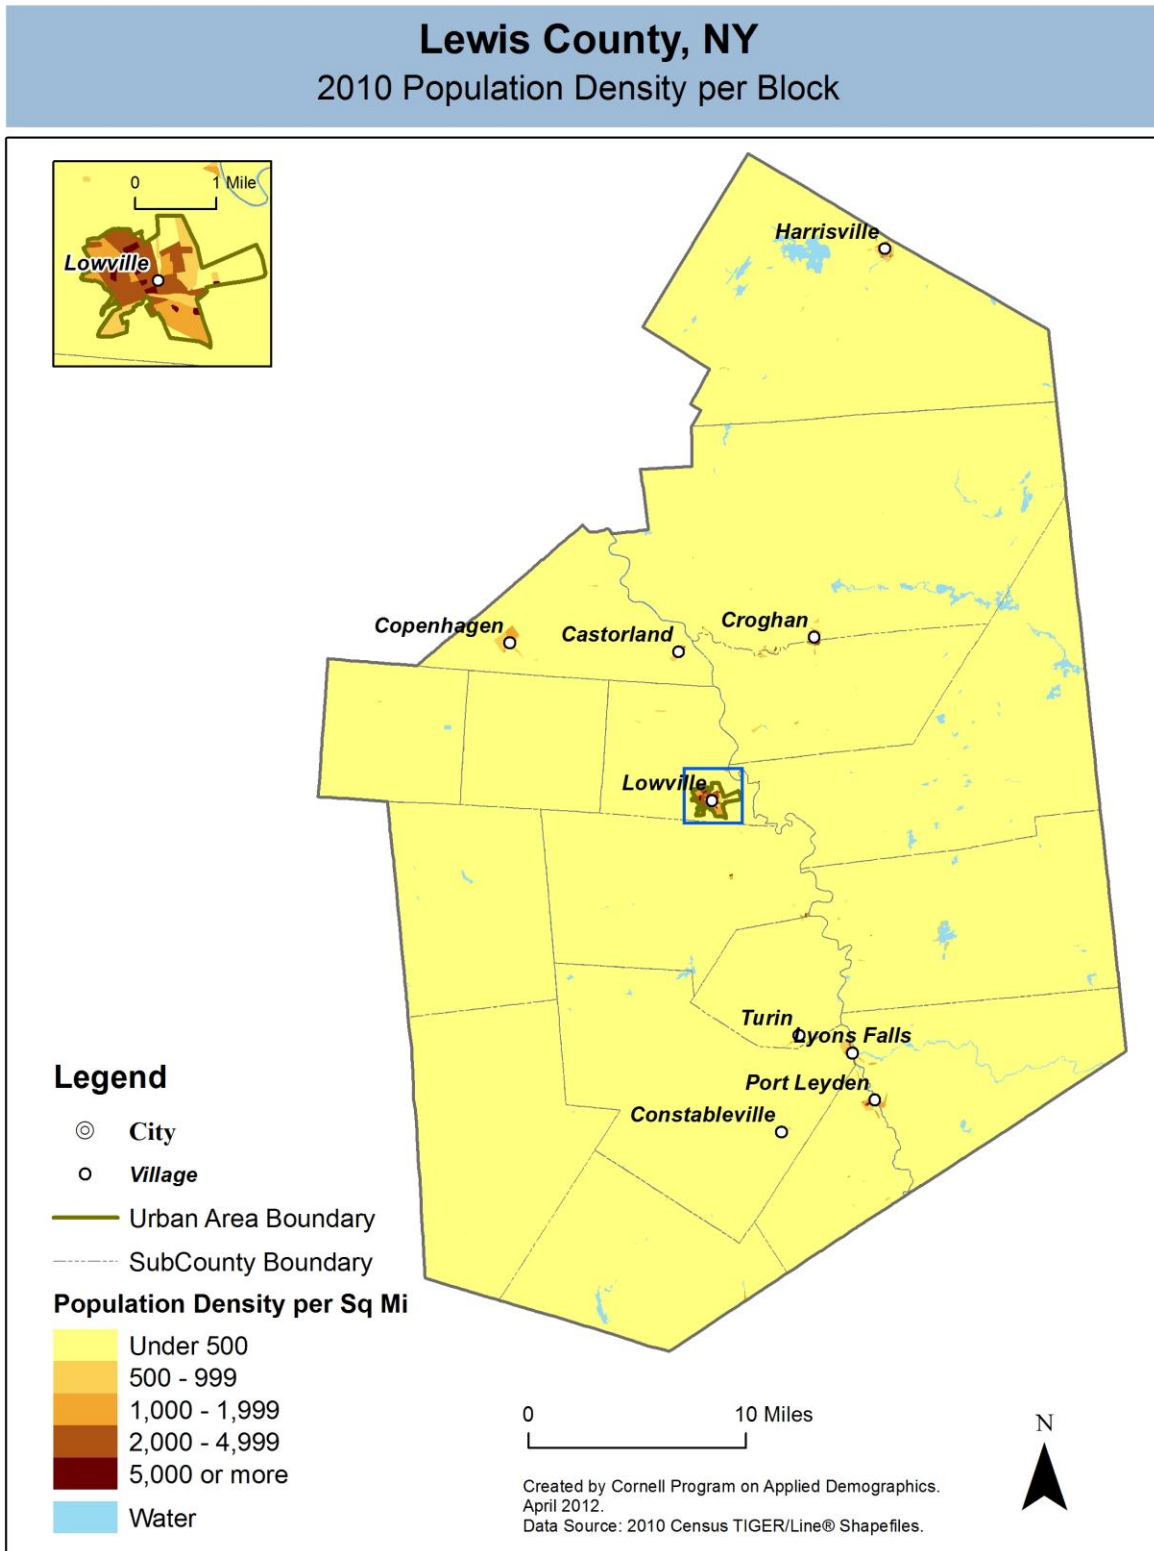 Lewis County, NY
2010 Population Density per Block
0 1 Mile
Lowville
Harrisville
Copenhagen
Castorland
Croghan
Lowville
Turin
Lyons Falls
Port Leyden
Constableville
Legend
City
Village
Urban Area Boundary
SubCounty Boundary
Population Density per Sq Mi
Under 500
500 - 999
1,000 - 1,999
2,000 - 4,999
5,000 or more
Water
0 10 Miles
N
Created by Cornell Program on Applied Demographics.
April 2012.
Data Source: 2010 Census TIGER/Line® Shapefiles.